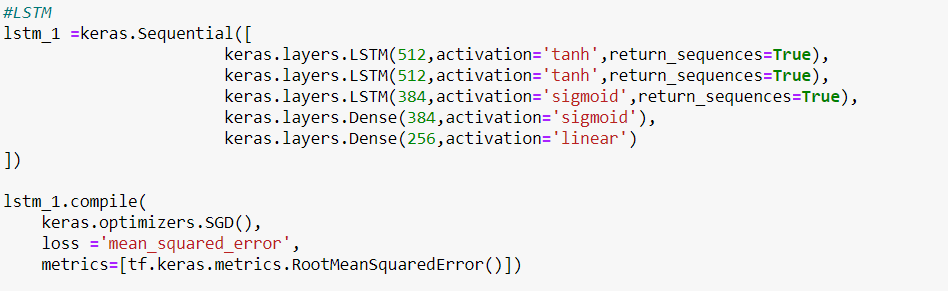 #LSTM
lstm_1 =keras.Sequential([
keras.layers.LSTM(512,activation='tanh',return_sequences=True),
keras.layers.LSTM(512,activation='tanh',return_sequences=True),
keras.layers.LSTM(384,activation='sigmoid',return_sequences=True),
keras.layers.Dense(384,activation='sigmoid'),
keras.layers.Dense(256,activation='linear')
])
lstm_1.compile(
keras.optimizers.SGD(),
loss ='mean_squared_error',
metrics=[tf.keras.metrics.RootMeanSquaredError()])